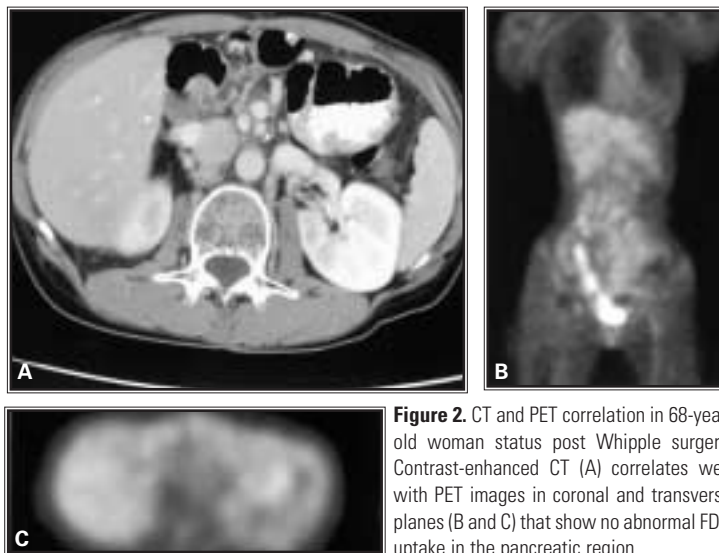 A
B
C
Figure 2. CT and PET correlation in 68-yea
old woman status post Whipple surger
Contrast-enhanced CT (A) correlates we
with PET images in coronal and transvers
planes (B and C) that show no abnormal FD
uptake in the pancreatic region